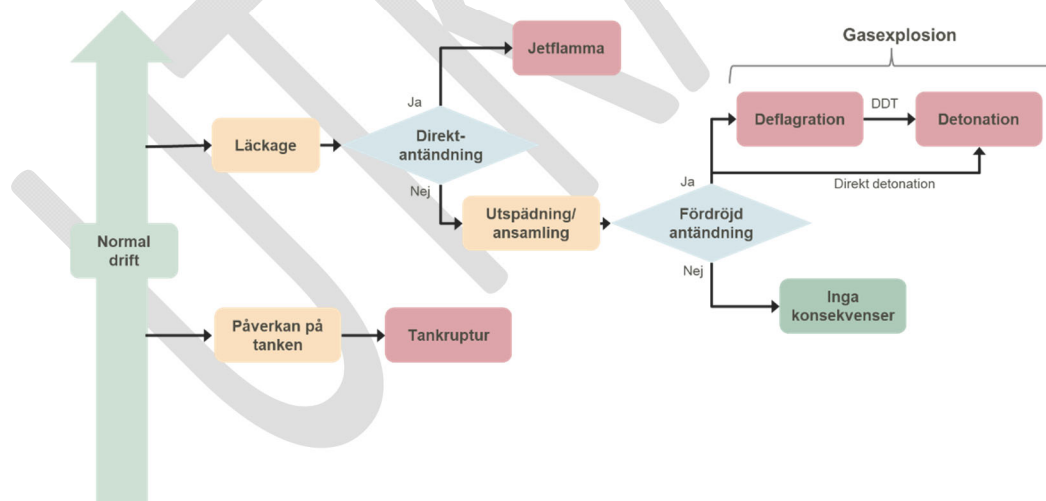 Gasexplosion
Jetflamma
Ja
Deflagration
DDT
Detonation
Läckage
Direkt-
antändning
Nej
Ja
Direkt detonation
Utspädning/
ansamling
Fördröjd
antändning
Normal
drift
Nej
Inga
konsekvenser
Påverkan på
tanken
Tankruptur